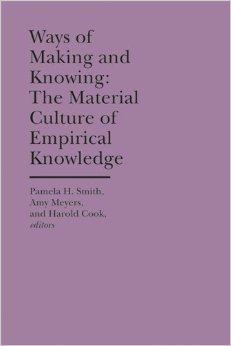 Ways of
Making and
Knowing:
The Material
Culture of
Empirical
Knowledge
Pamela H. Smith,
Amy Meyers,
and Harold Cook,
editors